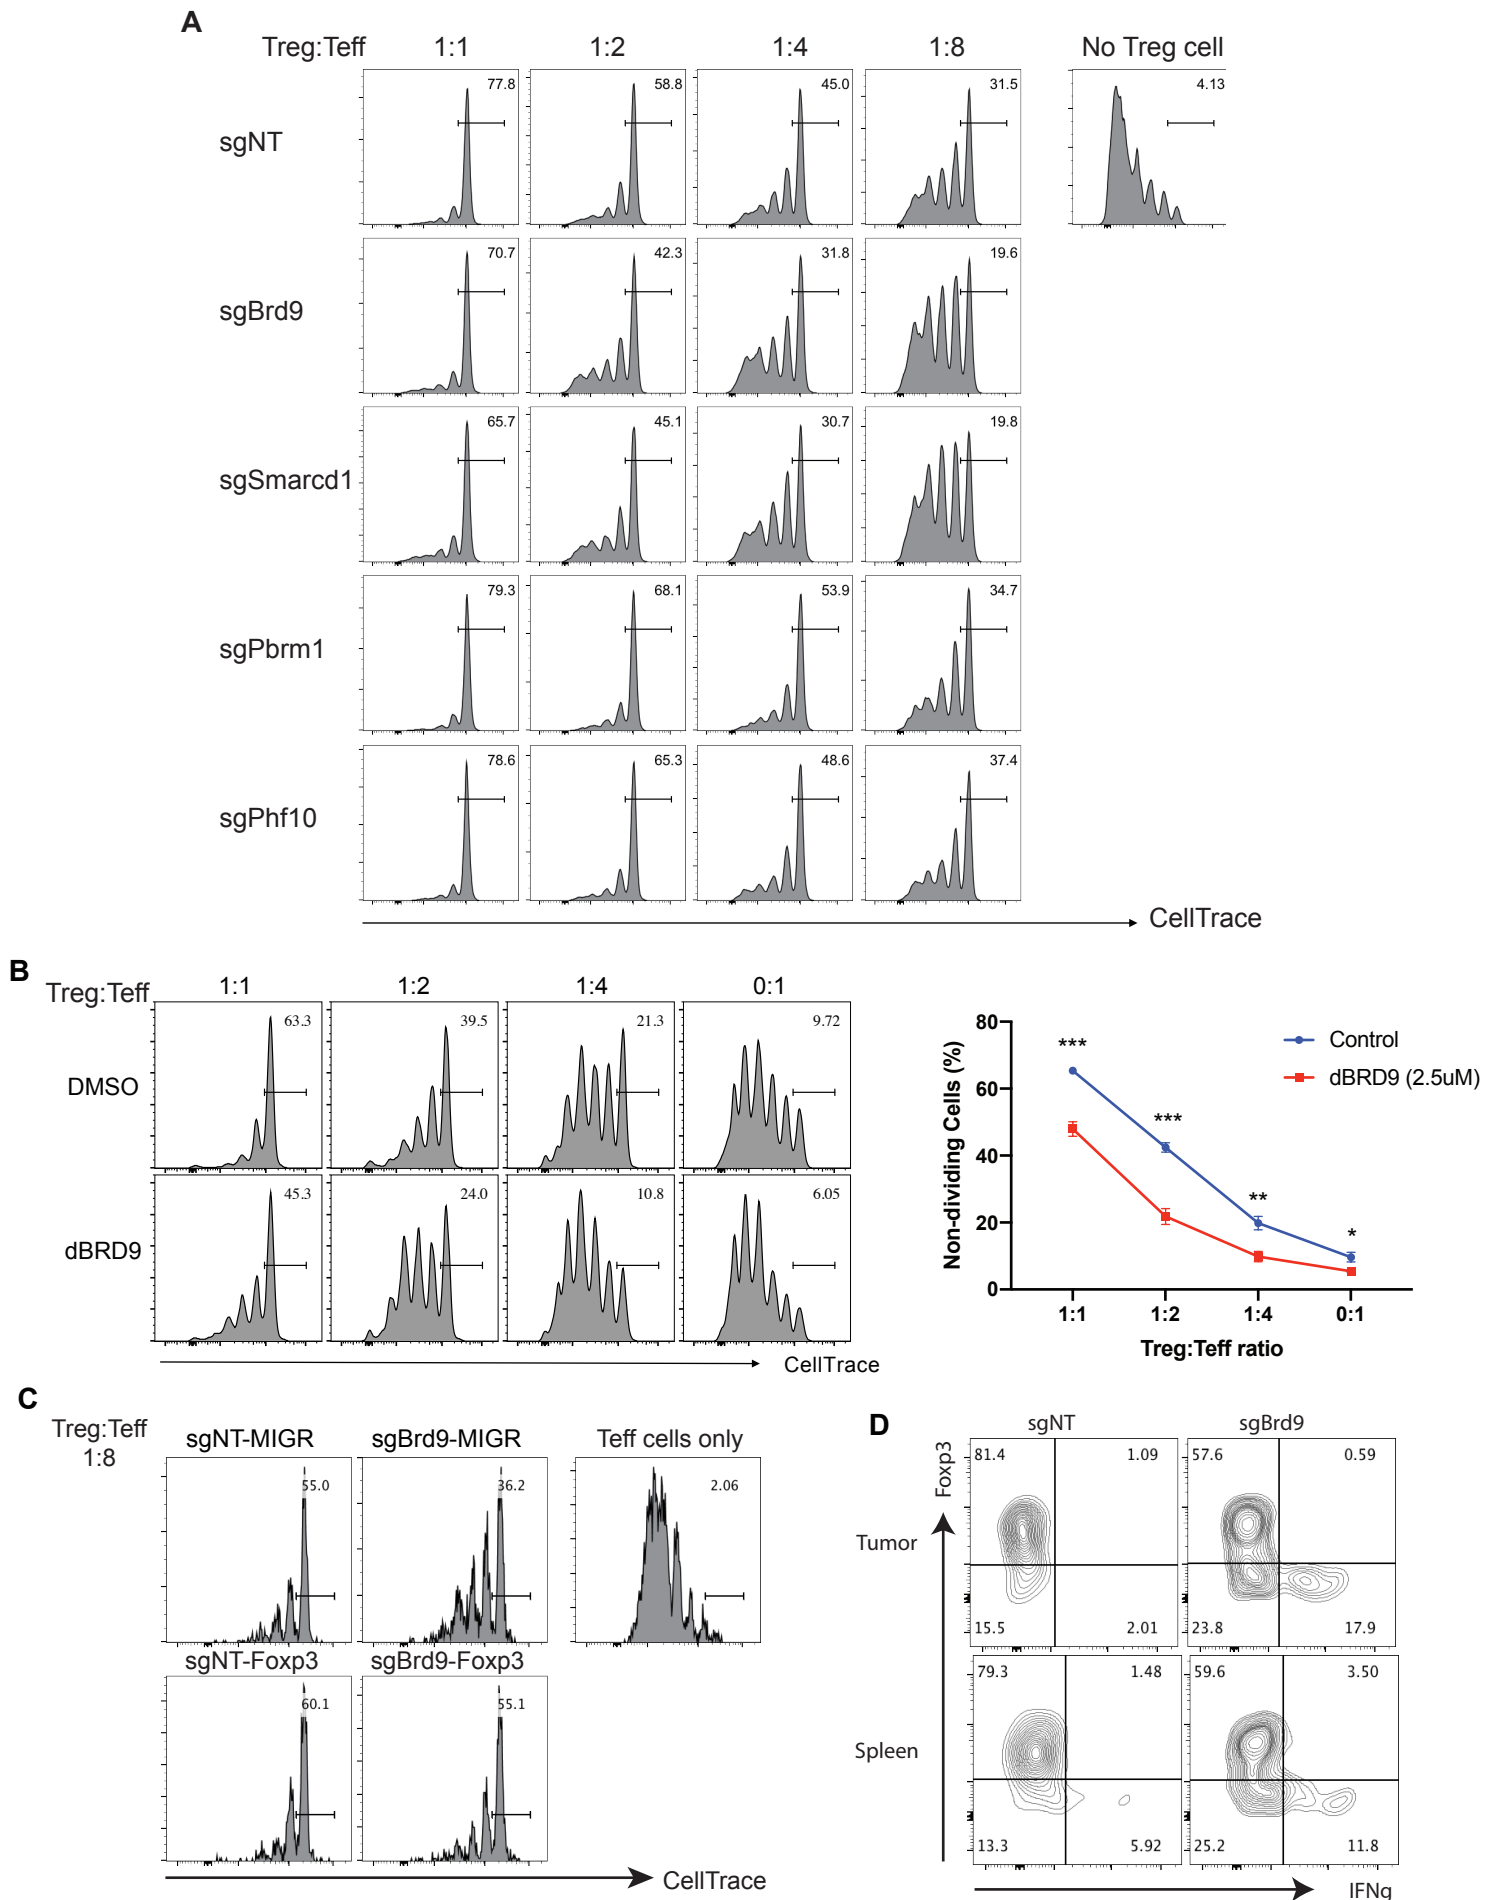 A
Treg:Teff 1:1 1:2 1:4 1:8 No Treg cell
sgNT 77.8 58.8 45.0 31.5 4.13
sgBrd9 70.7 42.3 31.8 19.6
sgSmarcd1 65.7 45.1 30.7 19.8
sgPbrm1 79.3 68.1 53.9 34.7
sgPhf10 78.6 65.3 48.6 37.4
CellTrace
B
Treg:Teff 1:1 1:2 1:4 0:1
DMSO 63.3 39.5 21.3 9.72
dBRD9 45.3 24.0 10.8 6.05
CellTrace
Non-dividing Cells (%)
80
60
40
20
0
*** *** ** *
Control
dBRD9 (2.5uM)
1:1 1:2 1:4 0:1
Treg:Teff ratio
C
Treg:Teff
1:8
sgNT-MIGR sgBrd9-MIGR Teff cells only
55.0 36.2 2.06
sgNT-Foxp3 sgBrd9-Foxp3
60.1 55.1
CellTrace
D
sgNT sgBrd9
Foxp3
Tumor
81.4 1.09 57.6 0.59
15.5 2.01 23.8 17.9
Spleen
79.3 1.48 59.6 3.50
13.3 5.92 25.2 11.8
IFNg